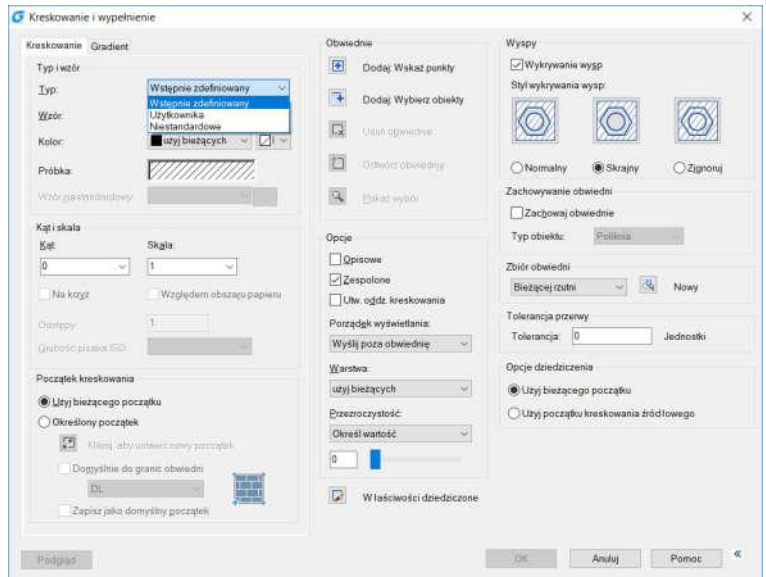 Kreskowanie i wypełnienie
Kreskowanie
Gradient
Typ i wzór
Typ:
Wstępnie zdefiniowany
Wstępnie zdefiniowany
Użytkownika
Niestandardowe
Wzór:
Kolor:
użyj bieżących
Próbka:
Wzór niestandardowy:
Kąt i skala
Kąt:
Skala:
0
1
Na krzyż
Względem obszaru papieru
Odstępy:
1
Grubość pisaka ISO:
Początek kreskowania
Użyj bieżącego początku
Określony początek
Kliknij, aby ustawić nowy początek
Domyślnie do granic obwiedni
DL
Zapisz jako domyślny początek
Podgląd
Obwiednie
Dodaj: Wskaż punkty
Dodaj: Wybierz obiekty
Usuń obwiednie
Odtwórz obwiednię
Pokaż wybór
Opcje
Opisowe
Zespolone
Utw. oddz. kreskowania
Porządek wyświetlania:
Wyślij poza obwiednię
Warstwa:
użyj bieżących
Przezroczystość:
Określ wartość
0
Właściwości dziedziczone
Wyspy
Wykrywanie wysp
Styl wykrywania wysp:
Normalny
Skrajny
Zignoruj
Zachowywanie obwiedni
Zachowaj obwiednie
Typ obiektu:
Polilinia
Zbiór obwiedni
Bieżącej rzutni
Nowy
Tolerancja przerwy
Tolerancja:
0
Jednostki
Opcje dziedziczenia
Użyj bieżącego początku
Użyj początku kreskowania źródłowego
OK
Anuluj
Pomoc